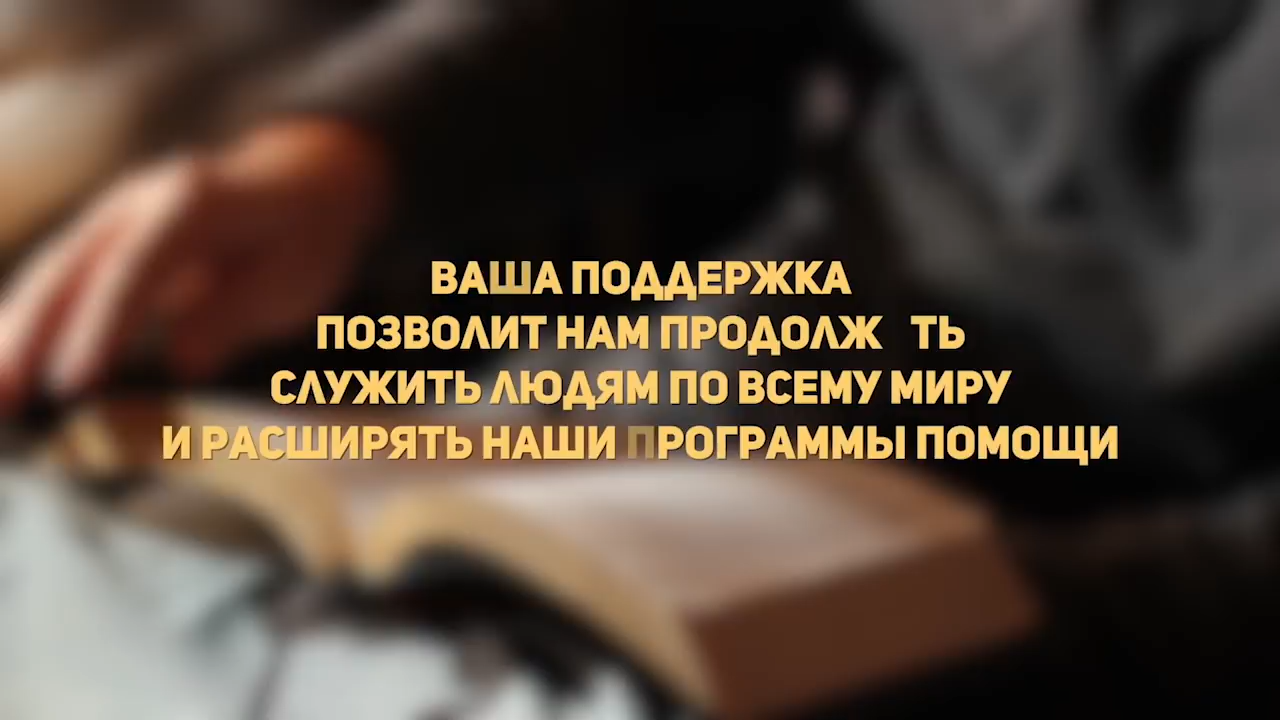 ВАША ПОДДЕРЖКА
ПОЗВОЛИТ НАМ ПРОДОЛЖ ТЬ
СЛУЖИТЬ ЛЮДЯМ ПО ВСЕМУ МИРУ
И РАСШИРЯТЬ НАШИ ПРОГРАММЫ ПОМОЩИ